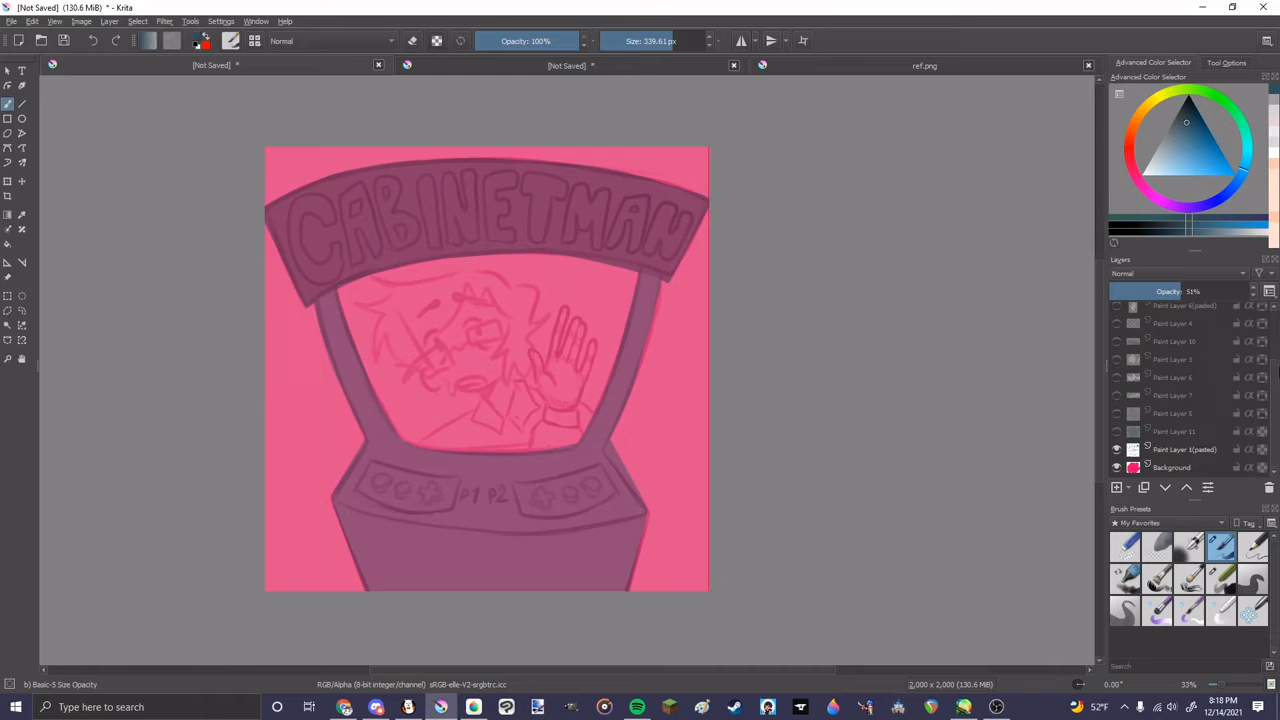 [Not Saved] (130.6 MiB) * - Krita
File Edit View Image Layer Select Filter Tools Settings Window Help
Normal
Opacity: 100%
Size: 339.61 px
[Not Saved] *
[Not Saved] *
ref.png
Advanced Color Selector
Tool Options
Advanced Color Selector
CABINETMAN
P1 P2
Layers
Normal
Opacity: 51%
Paint Layer 6(pasted)
Paint Layer 4
Paint Layer 10
Paint Layer 3
Paint Layer 6
Paint Layer 7
Paint Layer 5
Paint Layer 11
Paint Layer 1(pasted)
Background
Brush Presets
My Favorites
Tag
Search
b) Basic-5 Size Opacity
RGB/Alpha (8-bit integer/channel) sRGB-elle-V2-srgbtrc.icc
2,000 x 2,000 (130.6 MiB)
0.00°
33%
Type here to search
52°F
8:18 PM
12/14/2021